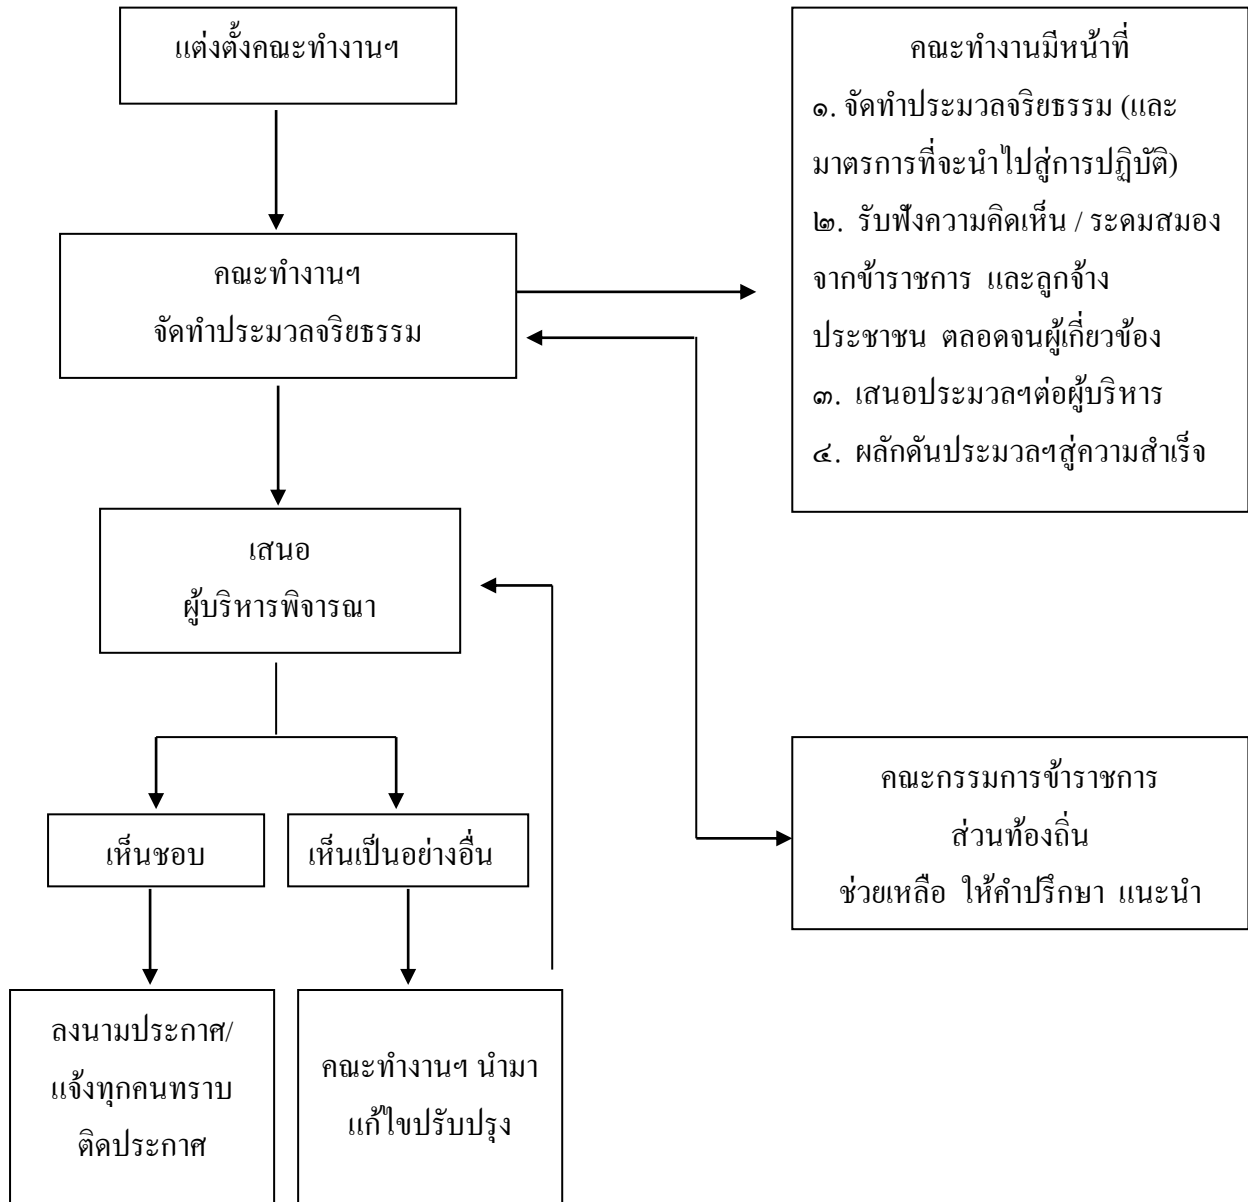 แต่งตั้งคณะทำงานฯ
คณะทำงานมีหน้าที่
๑. จัดทำประมวลจริยธรรม (และ
มาตรการที่จะนำไปสู่การปฏิบัติ)
๒. รับฟังความคิดเห็น / ระดมสมอง
จากข้าราชการ และลูกจ้าง
ประชาชน ตลอดจนผู้เกี่ยวข้อง
๓. เสนอประมวลฯต่อผู้บริหาร
๔. ผลักดันประมวลฯสู่ความสำเร็จ
คณะทำงานฯ
จัดทำประมวลจริยธรรม
เสนอ
ผู้บริหารพิจารณา
คณะกรรมการข้าราชการ
ส่วนท้องถิ่น
ช่วยเหลือ ให้คำปรึกษา แนะนำ
เห็นชอบ
เห็นเป็นอย่างอื่น
ลงนามประกาศ/
แจ้งทุกคนทราบ
ติดประกาศ
คณะทำงานฯ นำมา
แก้ไขปรับปรุง